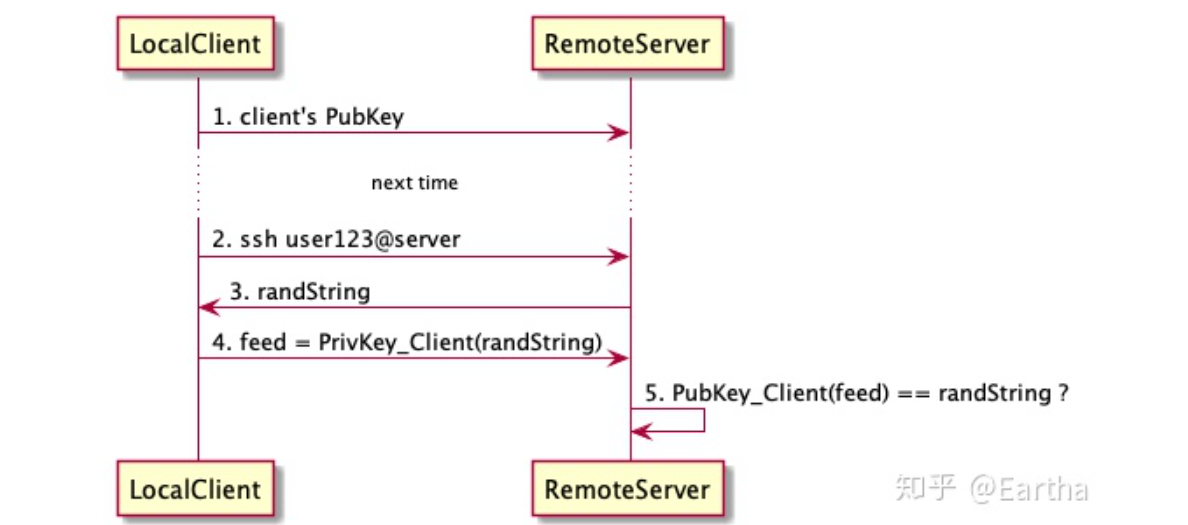 LocalClient RemoteServer
1. client's PubKey
next time
2. ssh user123@server
3. randString
4. feed = PrivKey_Client(randString)
5. PubKey_Client(feed) == randString ?
LocalClient RemoteServer
知乎 @Eartha